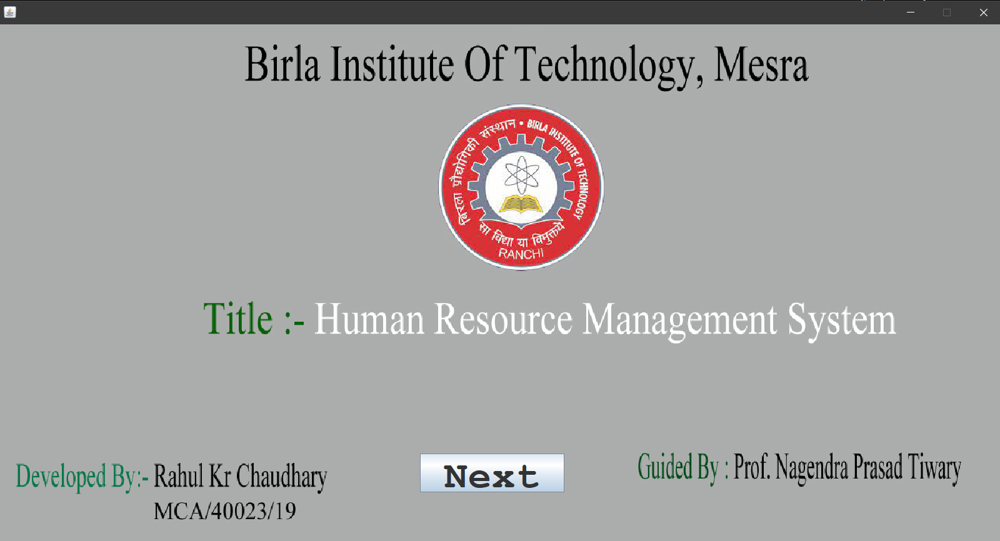 Birla Institute Of Technology, Mesra
बिरला प्रौद्योगिकी संस्थान • BIRLA INSTITUTE OF TECHNOLOGY
सा विद्या या विमुक्तये
RANCHI
Title :- Human Resource Management System
Developed By:- Rahul Kr Chaudhary
MCA/40023/19
Next
Guided By : Prof. Nagendra Prasad Tiwary